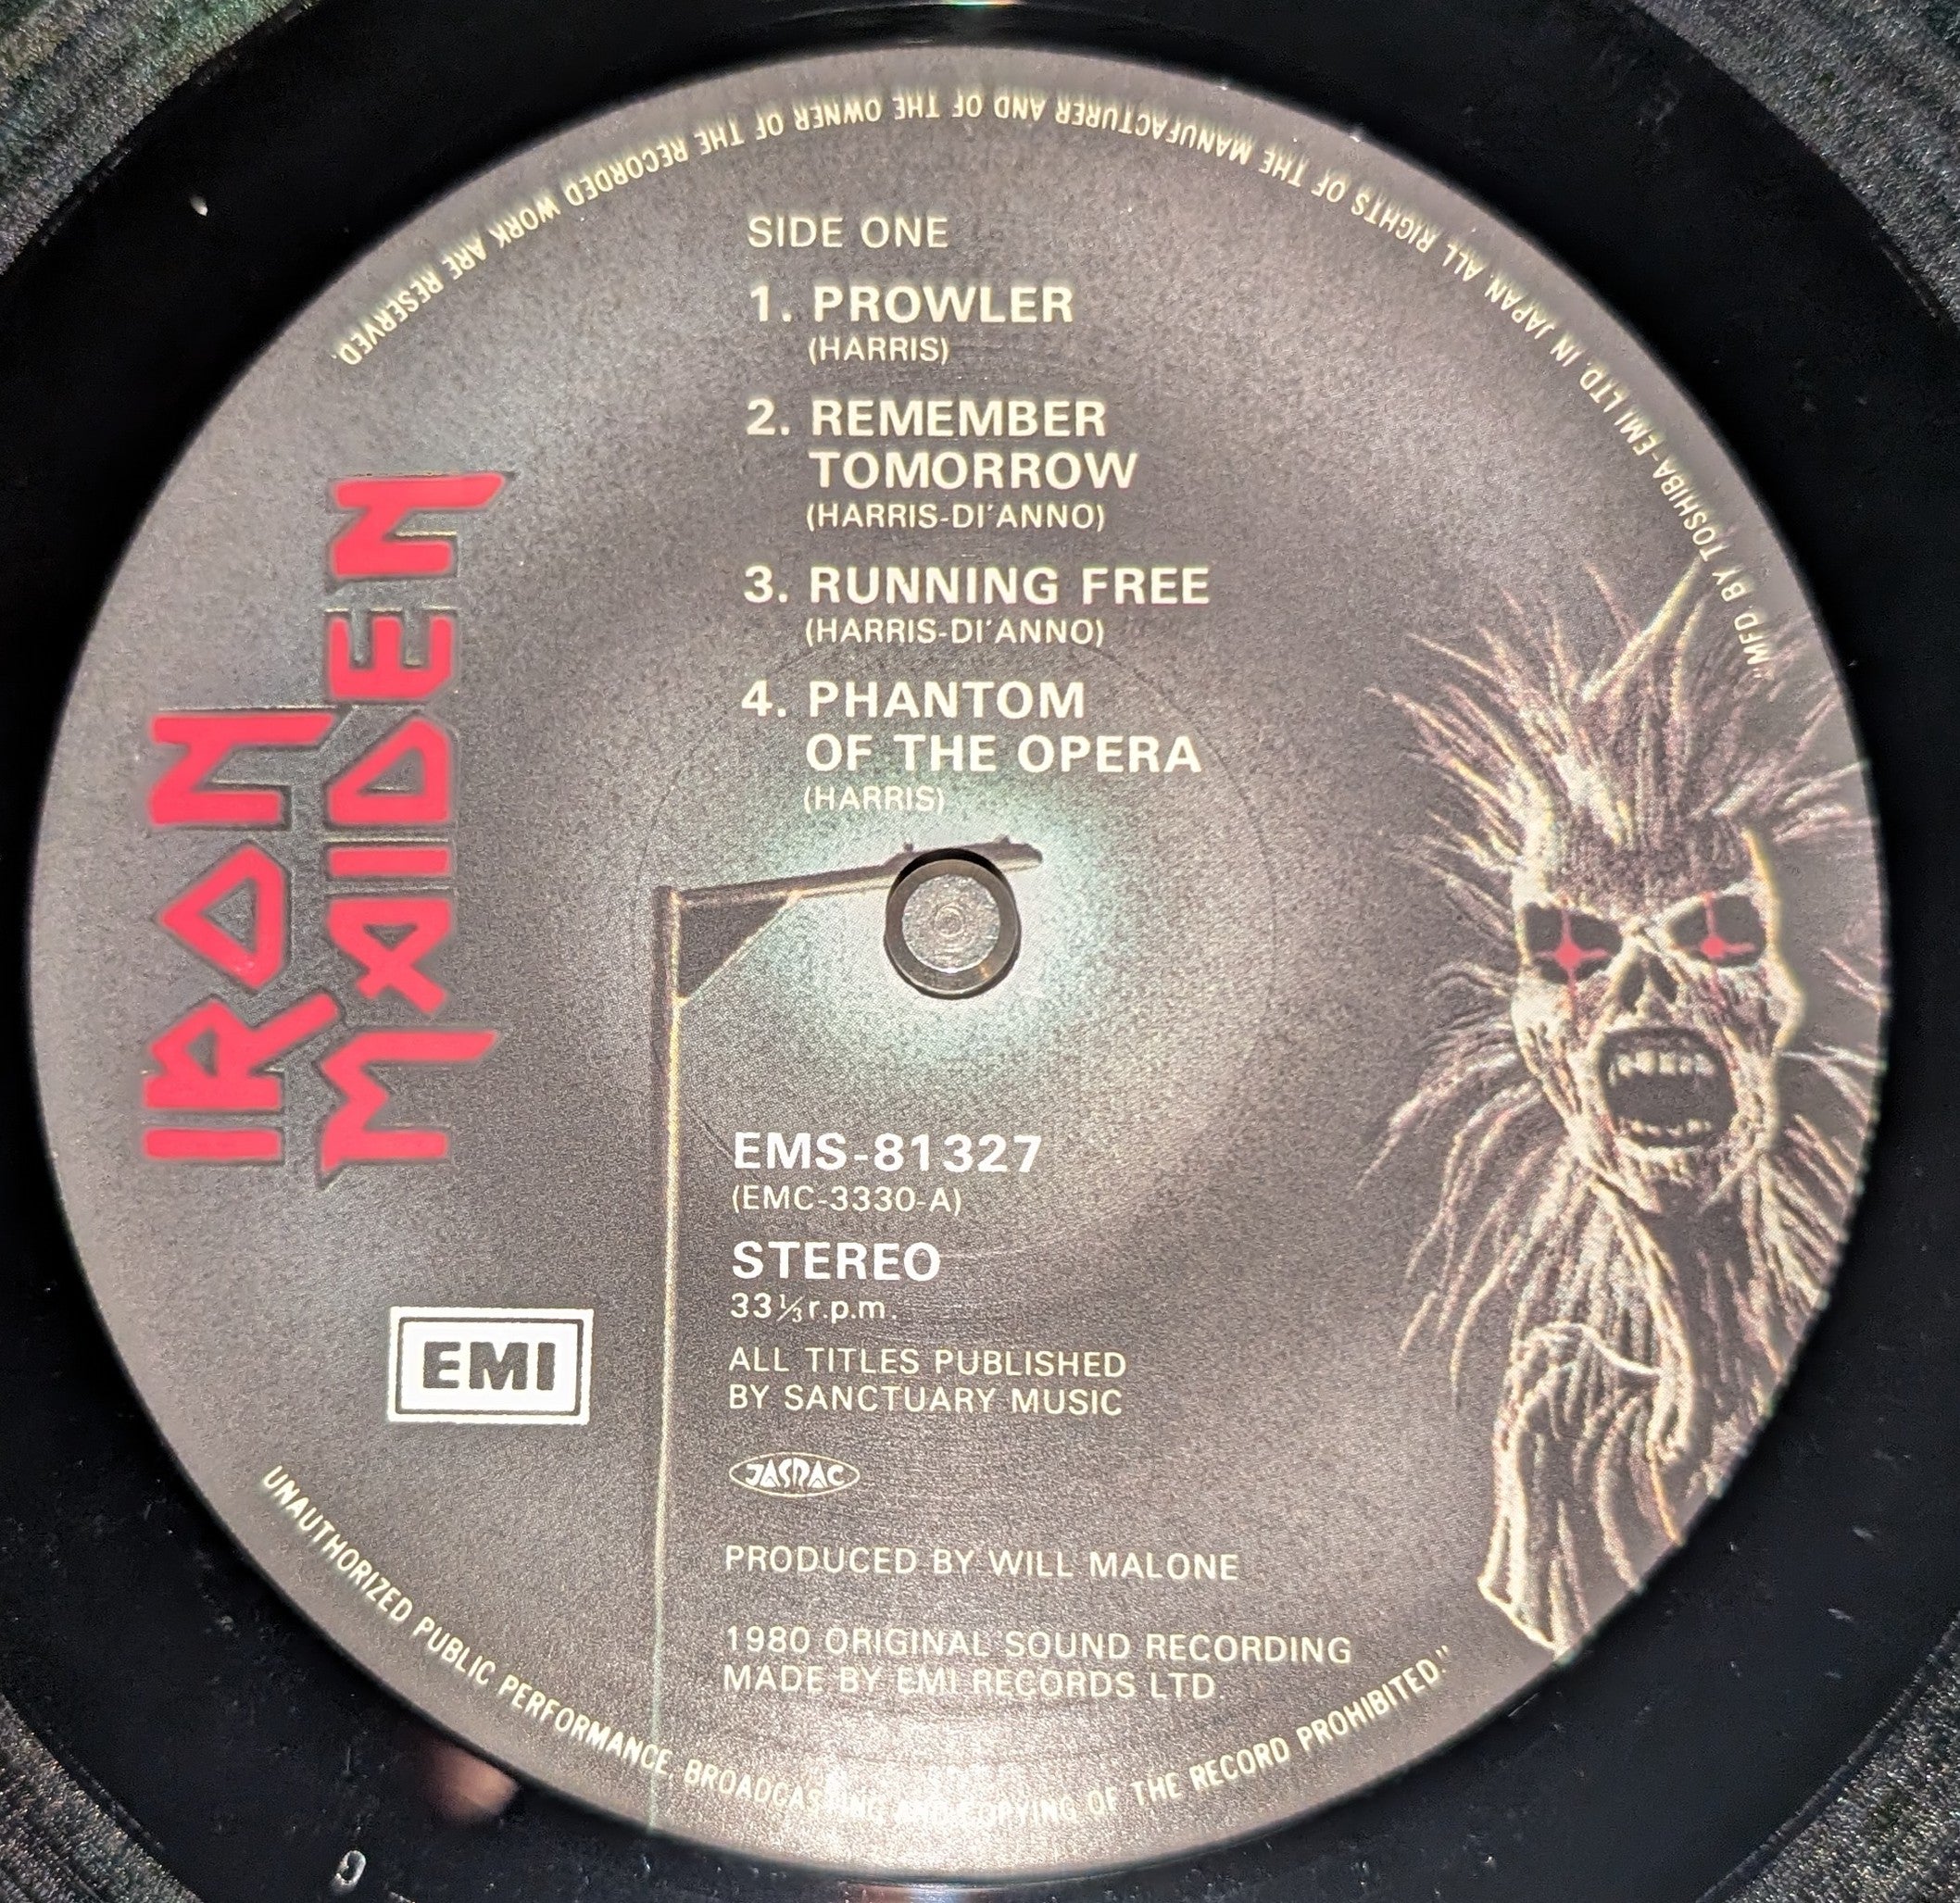 "MFD. BY TOSHIBA-EMI LTD. IN JAPAN. ALL RIGHTS OF THE MANUFACTURER AND OF THE OWNER OF THE RECORDED WORK ARE RESERVED.
IRON
MAIDEN
SIDE ONE
1. PROWLER
(HARRIS)
2. REMEMBER
TOMORROW
(HARRIS-DI'ANNO)
3. RUNNING FREE
(HARRIS-DI'ANNO)
4. PHANTOM
OF THE OPERA
(HARRIS)
EMS-81327
(EMC-3330-A)
STEREO
33⅓r.p.m.
ALL TITLES PUBLISHED
BY SANCTUARY MUSIC
EMI
JASRAC
PRODUCED BY WILL MALONE
1980 ORIGINAL SOUND RECORDING
MADE BY EMI RECORDS LTD
UNAUTHORIZED PUBLIC PERFORMANCE, BROADCASTING AND COPYING OF THE RECORD PROHIBITED."